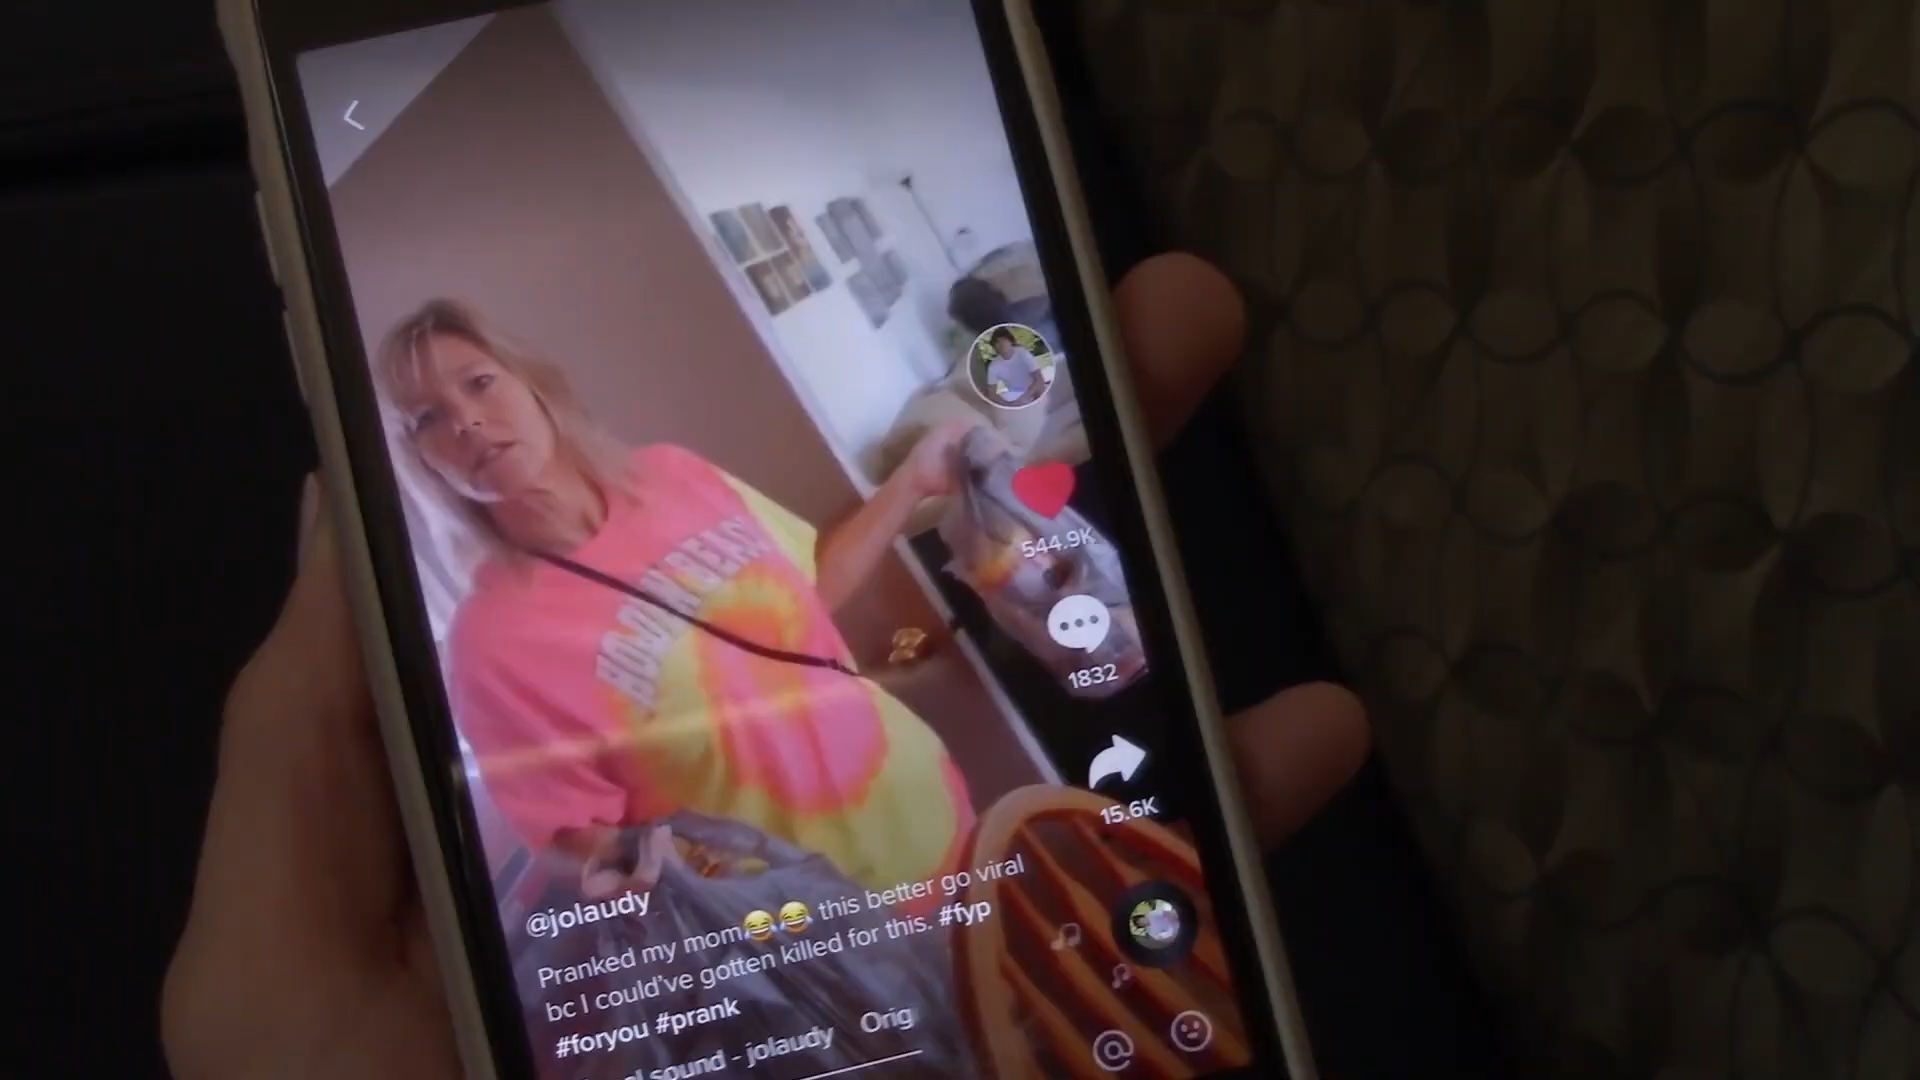 544.9K
1832
15.6K
@jolaudy
Pranked my mom😂😂 this better go viral
bc I could've gotten killed for this. #fyp
#foryou #prank
sound - jolaudy Orig